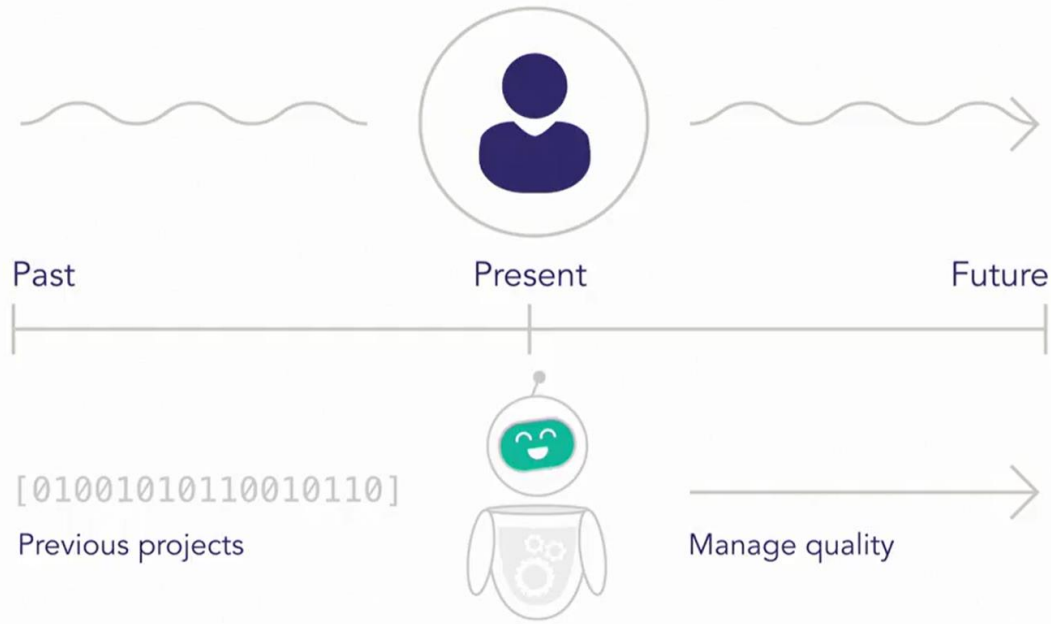 Past
Present
Future
[01001010110010110]
Previous projects
Manage quality